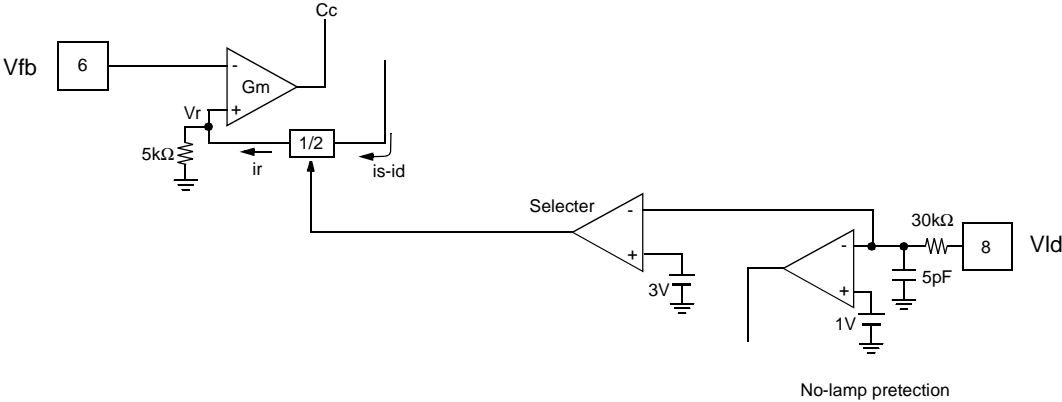 Cc
Vfb
6
-
Gm
+
Vr
5kΩ
1/2
ir
is-id
Selecter
-
+
3V
30kΩ
8
Vld
-
5pF
+
1V
No-lamp pretection